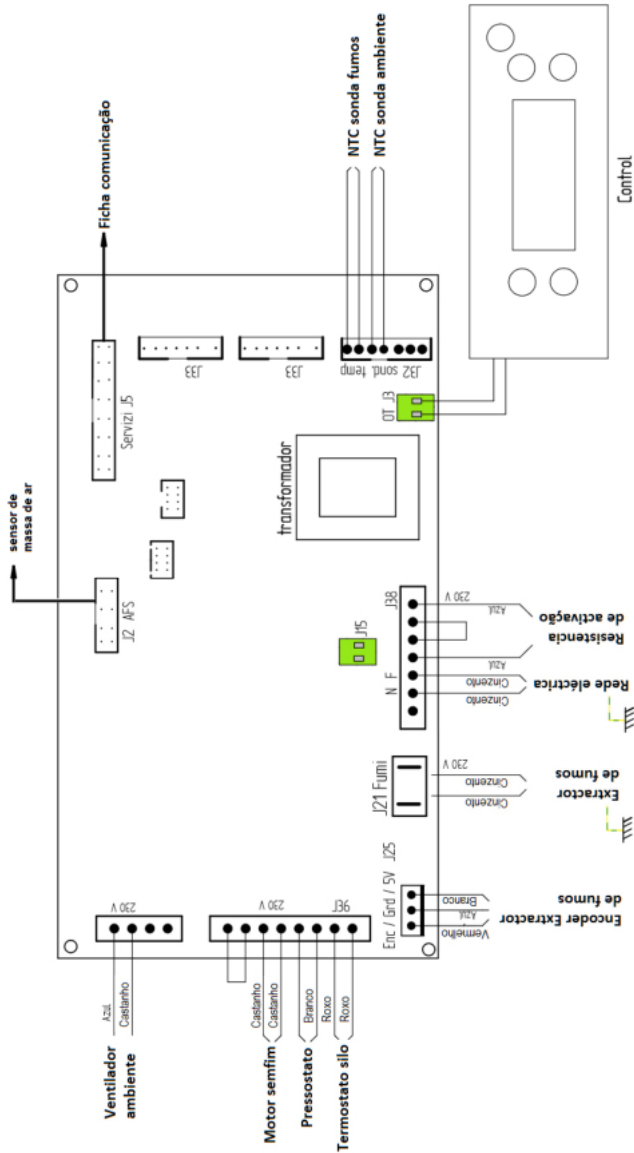 sensor de
massa de ar
Ficha comunicação
J2 AFS
Servizi J5
J33
J33
J32 sond. temp
NTC sonda fumos
NTC sonda ambiente
OT J3
transformador
J15
Control
230 V
Azul
Castanho
Ventilador
ambiente
230 V
J36
Castanho
Castanho
Motor semfim
Branco
Pressostato
Roxo
Roxo
Termostato silo
Enc / Grd / 5V J25
Vermelho
Azul
Branco
Encoder Extractor
de fumos
J21 Fumi
230 V
Cinzento
Cinzento
Extractor
de fumos
N F J38
Cinzento
Cinzento
Rede eléctrica
Azul
Azul
230 V
Resistencia
de activação